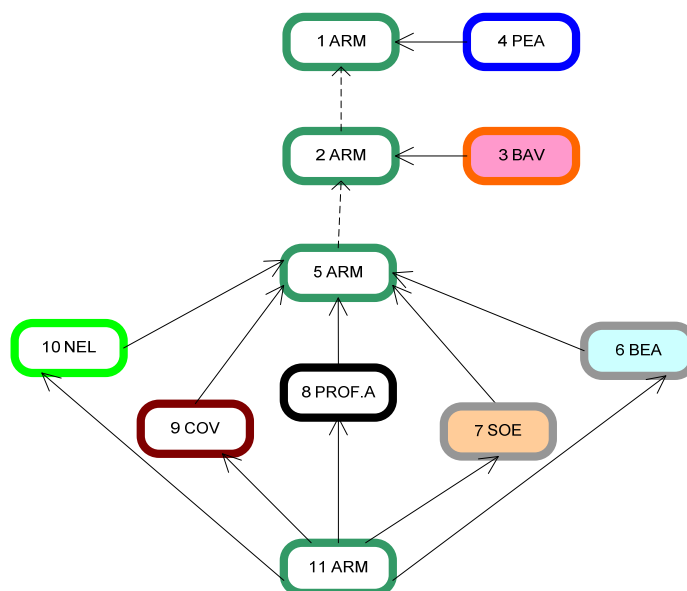 1 ARM
4 PEA
2 ARM
3 BAV
5 ARM
10 NEL
6 BEA
8 PROF.A
9 COV
7 SOE
11 ARM